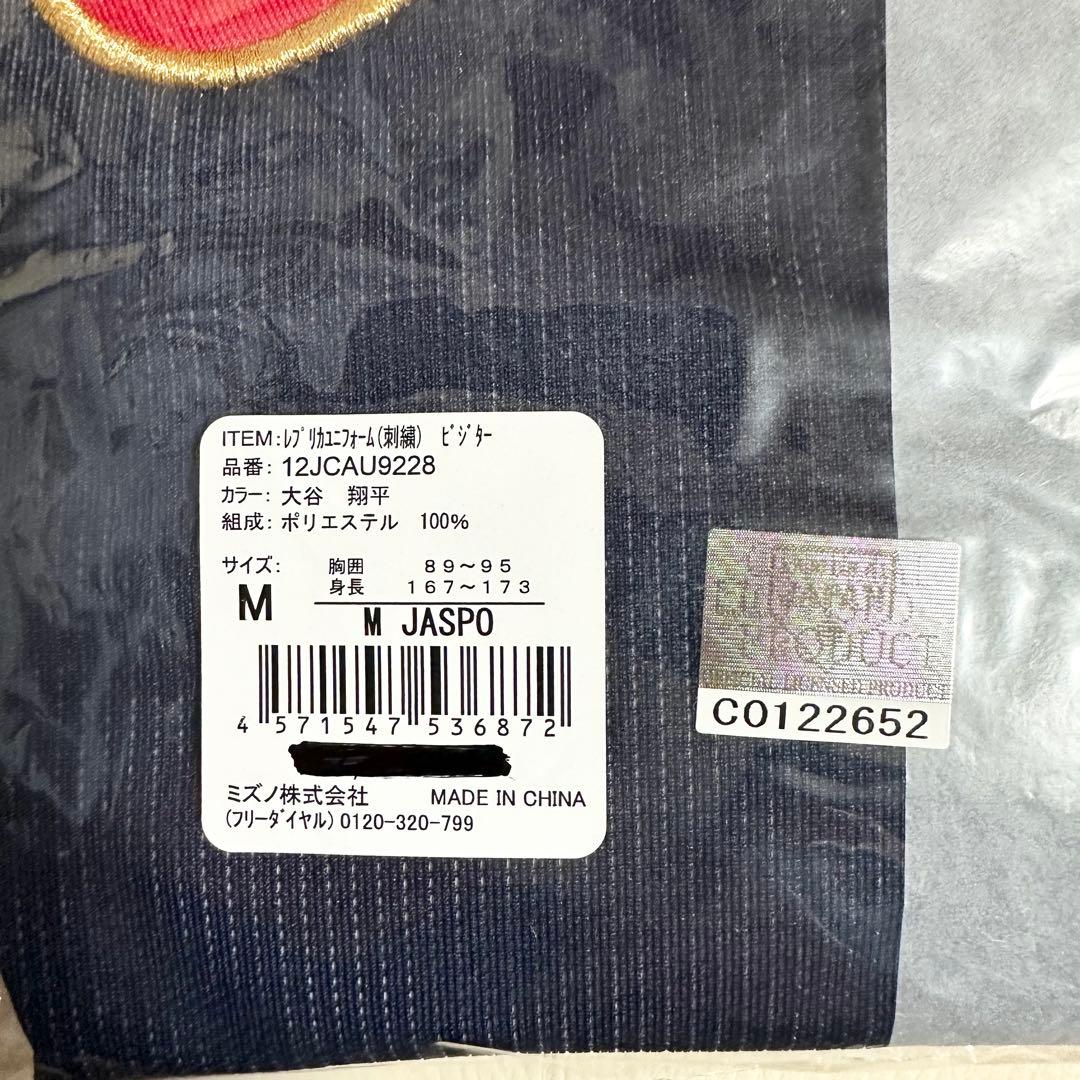 ITEM:ﾚﾌﾟﾘｶﾕﾆﾌｫｰﾑ(刺繍)　ﾋﾞｼﾞﾀｰ
品番: 12JCAU9228
カラー: 大谷　翔平
組成: ポリエステル　100%
サイズ:　胸囲　89～95
M　身長　167～173
M JASPO
4 571547 536872
ミズノ株式会社　MADE IN CHINA
(フリーダイヤル) 0120-320-799
JAPAN
PRODUCT
LICENSED PRODUCT
C0122652